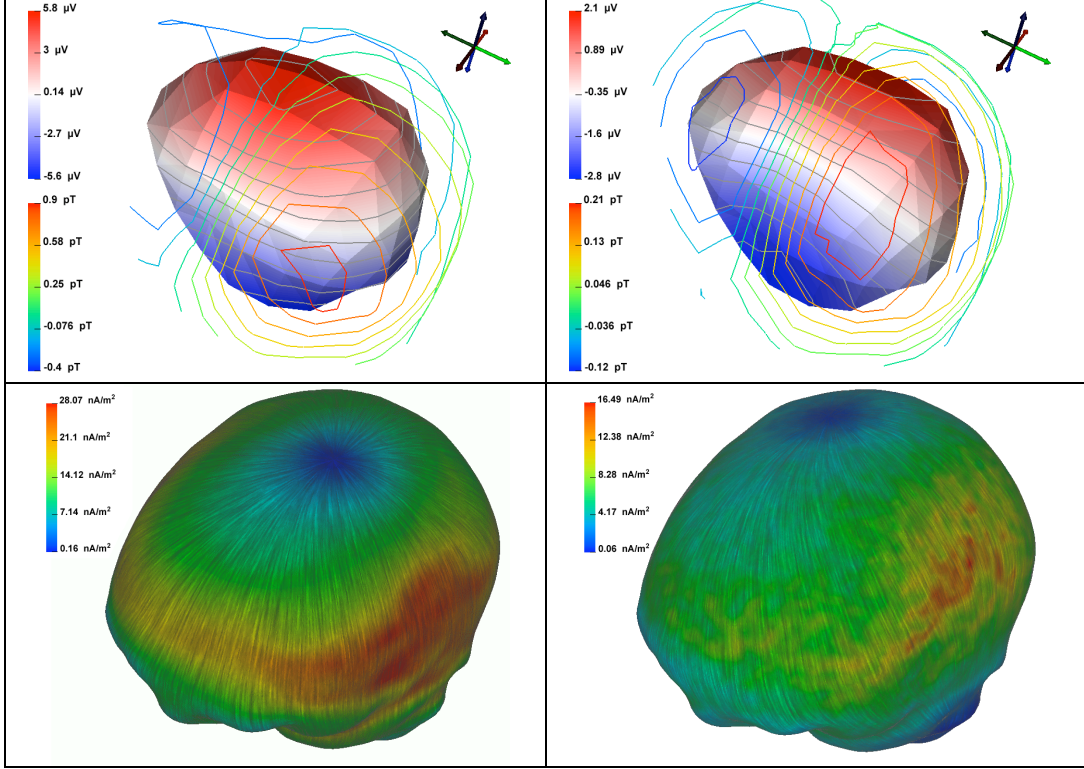 5.8 µV
3 µV
0.14 µV
-2.7 µV
-5.6 µV
0.9 pT
0.58 pT
0.25 pT
-0.076 pT
-0.4 pT
2.1 µV
0.89 µV
-0.35 µV
-1.6 µV
-2.8 µV
0.21 pT
0.13 pT
0.046 pT
-0.036 pT
-0.12 pT
28.07 nA/m²
21.1 nA/m²
14.12 nA/m²
7.14 nA/m²
0.16 nA/m²
16.49 nA/m²
12.38 nA/m²
8.28 nA/m²
4.17 nA/m²
0.06 nA/m²